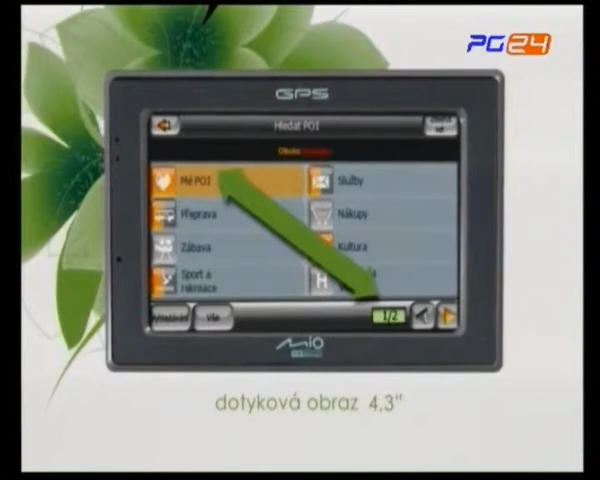 PG24
GPS
Hledat POI
Mé POI
Služby
Přeprava
Nákupy
Zábava
Kultura
Sport a
rekreace
H
Vše
1/2
Mio
dotyková obraz 4,3"